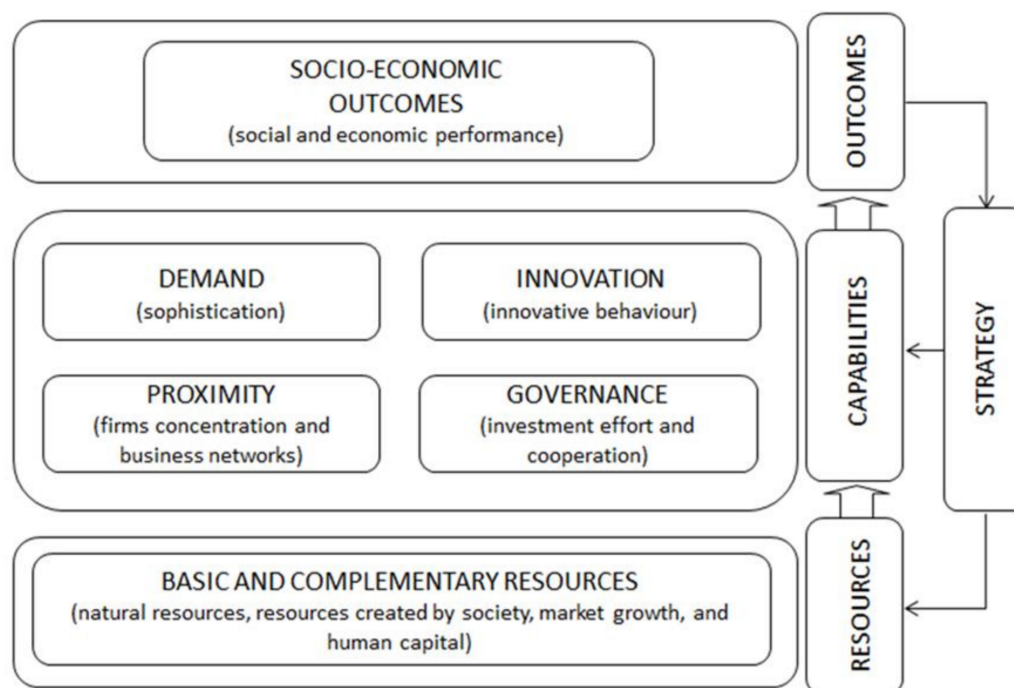 SOCIO-ECONOMIC
OUTCOMES
(social and economic performance)
OUTCOMES
DEMAND
(sophistication)
INNOVATION
(innovative behaviour)
PROXIMITY
(firms concentration and
business networks)
GOVERNANCE
(investment effort and
cooperation)
CAPABILITIES
STRATEGY
BASIC AND COMPLEMENTARY RESOURCES
(natural resources, resources created by society, market growth, and
human capital)
RESOURCES